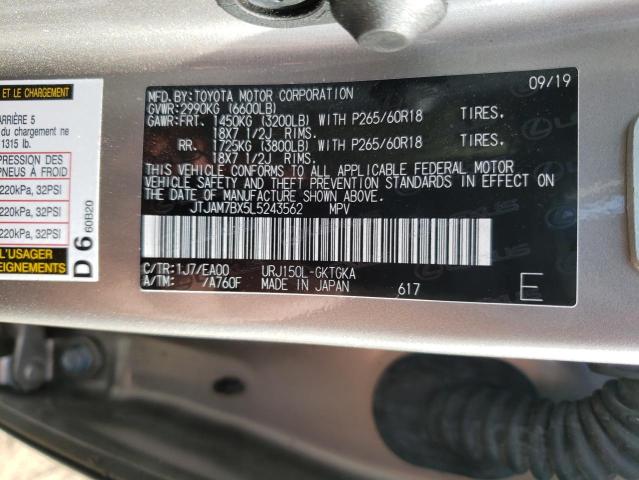 ET LE CHARGEMENT
ARRIÈRE 5
du chargement ne
1315 lb.
PRESSION DES
PNEUS À FROID
220kPa, 32PSI
220kPa, 32PSI
220kPa, 32PSI
D 6 60B20
09/19
MFD.BY:TOYOTA MOTOR CORPORATION
GVWR:2990KG (6600LB)
GAWR:FRT. 1450KG (3200LB) WITH P265/60R18 TIRES.
18X7 1/2J RIMS.
RR. 1725KG (3800LB) WITH P265/60R18 TIRES.
18X7 1/2J RIMS.
THIS VEHICLE CONFORMS TO ALL APPLICABLE FEDERAL MOTOR
VEHICLE SAFETY AND THEFT PREVENTION STANDARDS IN EFFECT ON
THE DATE OF MANUFACTURE SHOWN ABOVE.
JTJAM7BX5L5243562 MPV
C/TR:1J7/EA00 URJ150L-GKTGKA
A/TM: /A760F MADE IN JAPAN 617
E